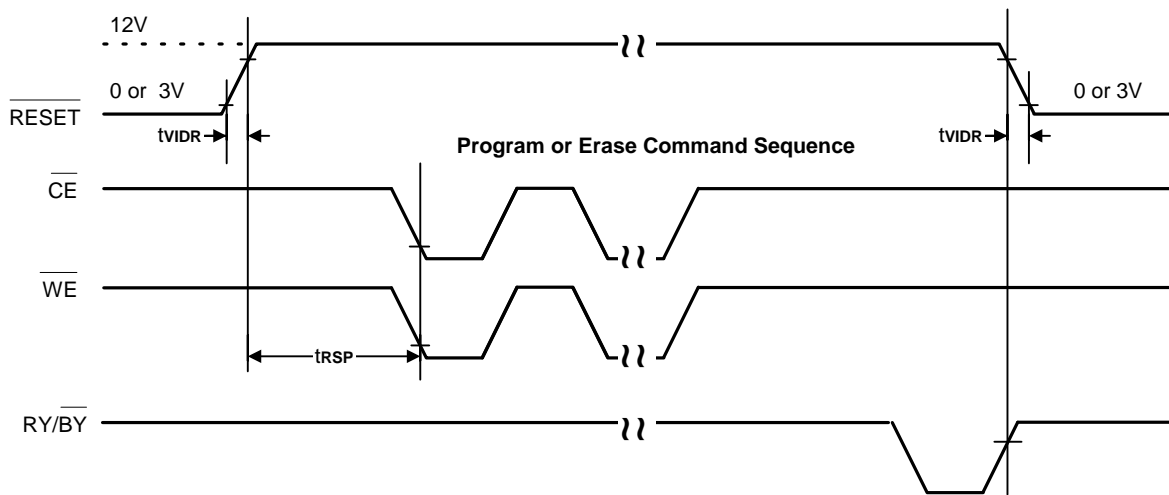 12V
0 or 3V
0 or 3V
RESET
tVIDR
tVIDR
Program or Erase Command Sequence
CE
WE
tRSP
RY/BY